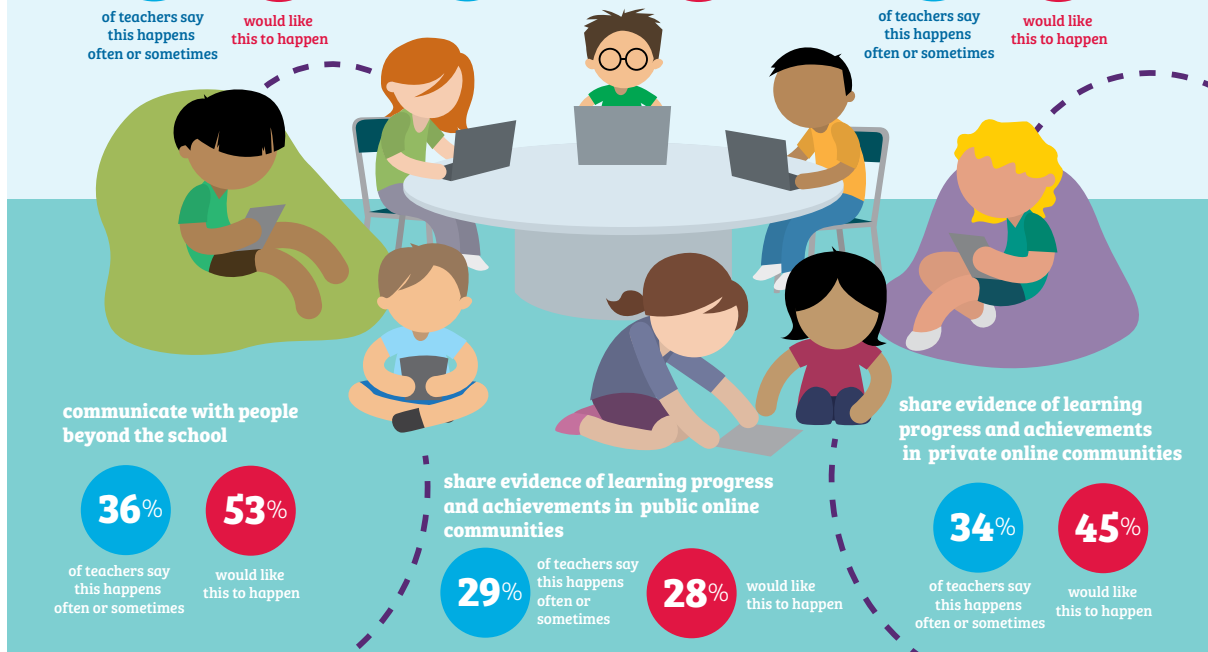 of teachers say
this happens
often or sometimes
would like
this to happen
of teachers say
this happens
often or sometimes
would like
this to happen
communicate with people
beyond the school
36%
53%
of teachers say
this happens
often or sometimes
would like
this to happen
share evidence of learning progress
and achievements in public online
communities
29%
of teachers say
this happens
often or
sometimes
28%
would like
this to happen
share evidence of learning
progress and achievements
in private online communities
34%
45%
of teachers say
this happens
often or sometimes
would like
this to happen